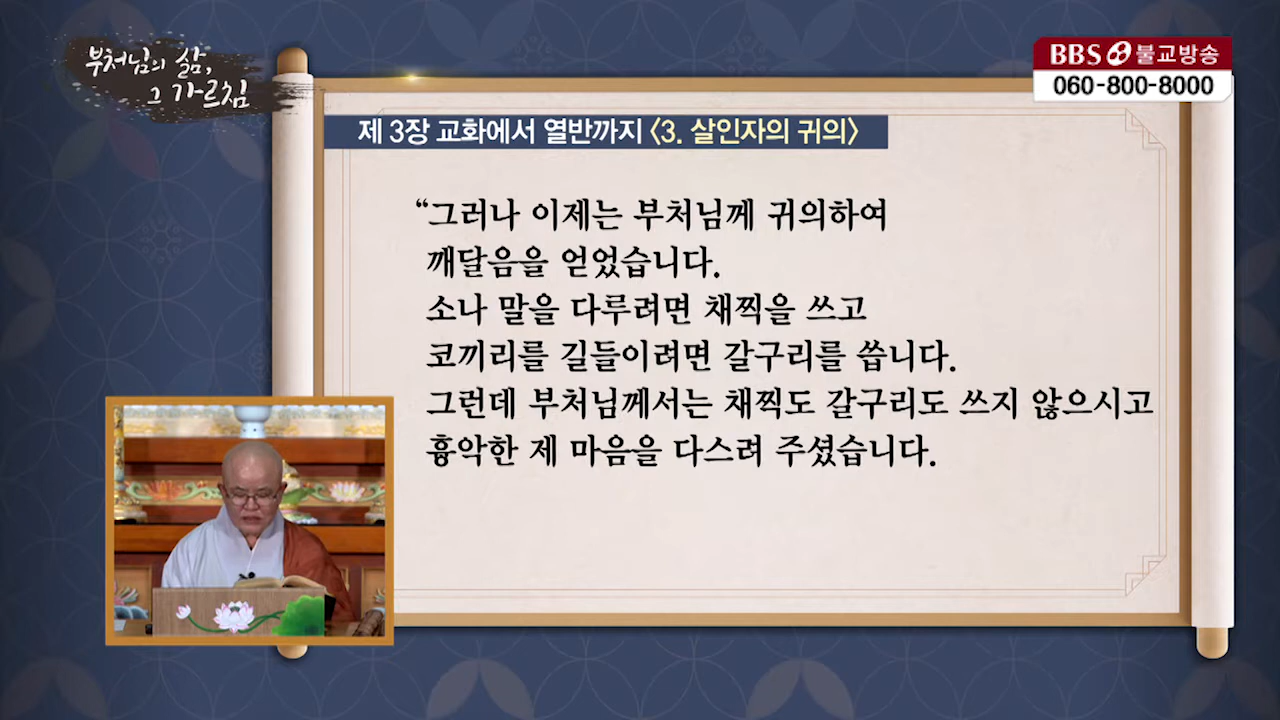 부처님의 삶,
그 가르침
BBS 불교방송
060-800-8000
제 3장 교화에서 열반까지 <3. 살인자의 귀의>
“그러나 이제는 부처님께 귀의하여
깨달음을 얻었습니다.
소나 말을 다루려면 채찍을 쓰고
코끼리를 길들이려면 갈구리를 씁니다.
그런데 부처님께서는 채찍도 갈구리도 쓰지 않으시고
흉악한 제 마음을 다스려 주셨습니다.